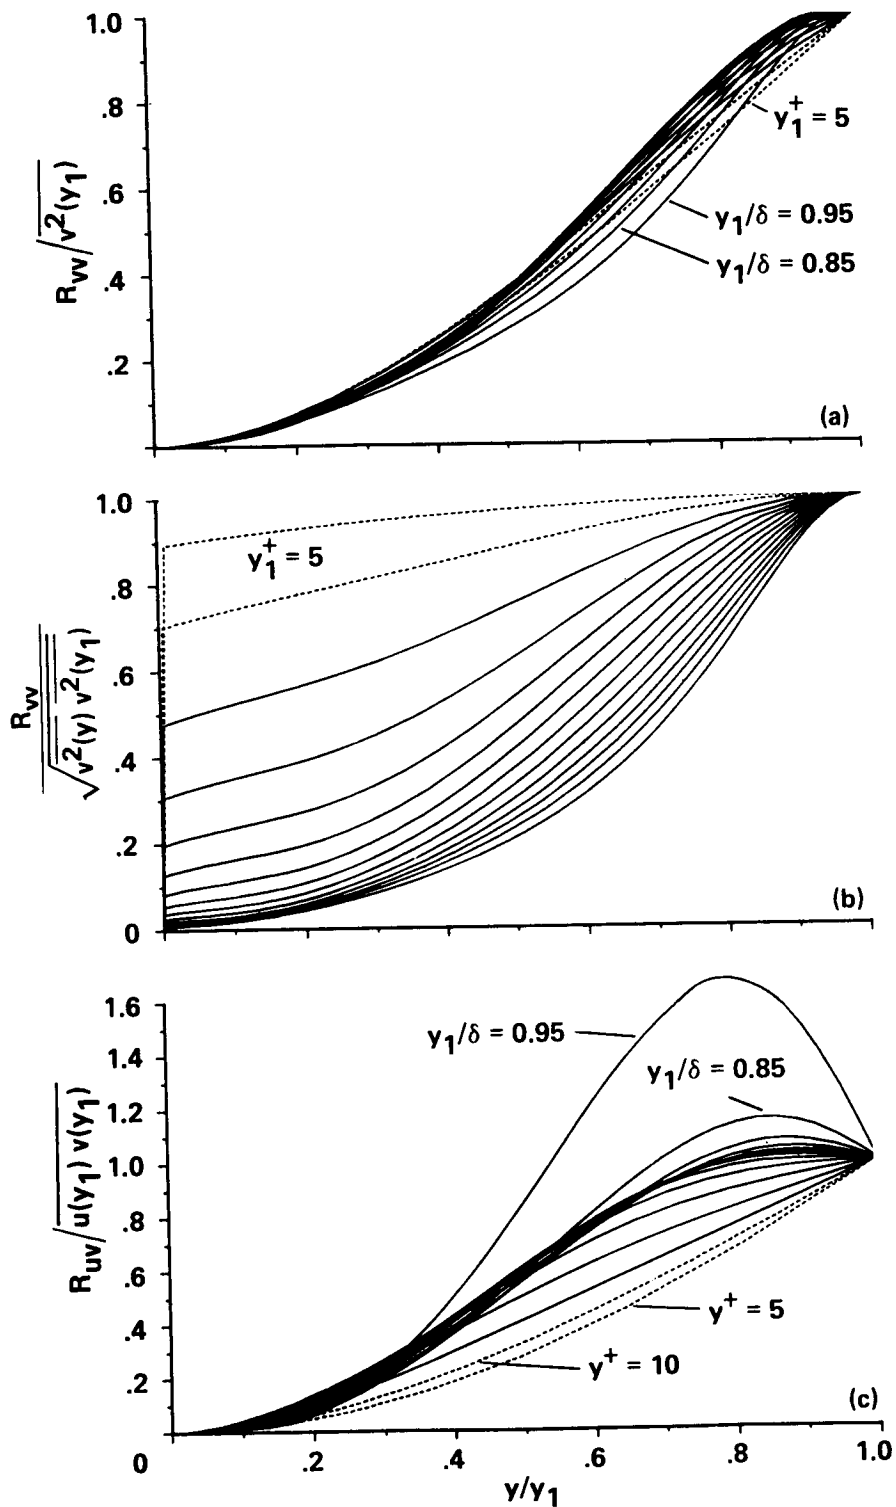 1.0
.8
.6
.4
.2
R_vv/v²(y₁)
y₁⁺ = 5
y₁/δ = 0.95
y₁/δ = 0.85
(a)
1.0
.8
.6
.4
.2
0
R_vv
√v²(y) v²(y₁)
y₁⁺ = 5
(b)
1.6
1.4
1.2
1.0
.8
.6
.4
.2
0
R_uv/u(y₁) v(y₁)
y₁/δ = 0.95
y₁/δ = 0.85
y⁺ = 5
y⁺ = 10
(c)
.2 .4 .6 .8 1.0
y/y₁